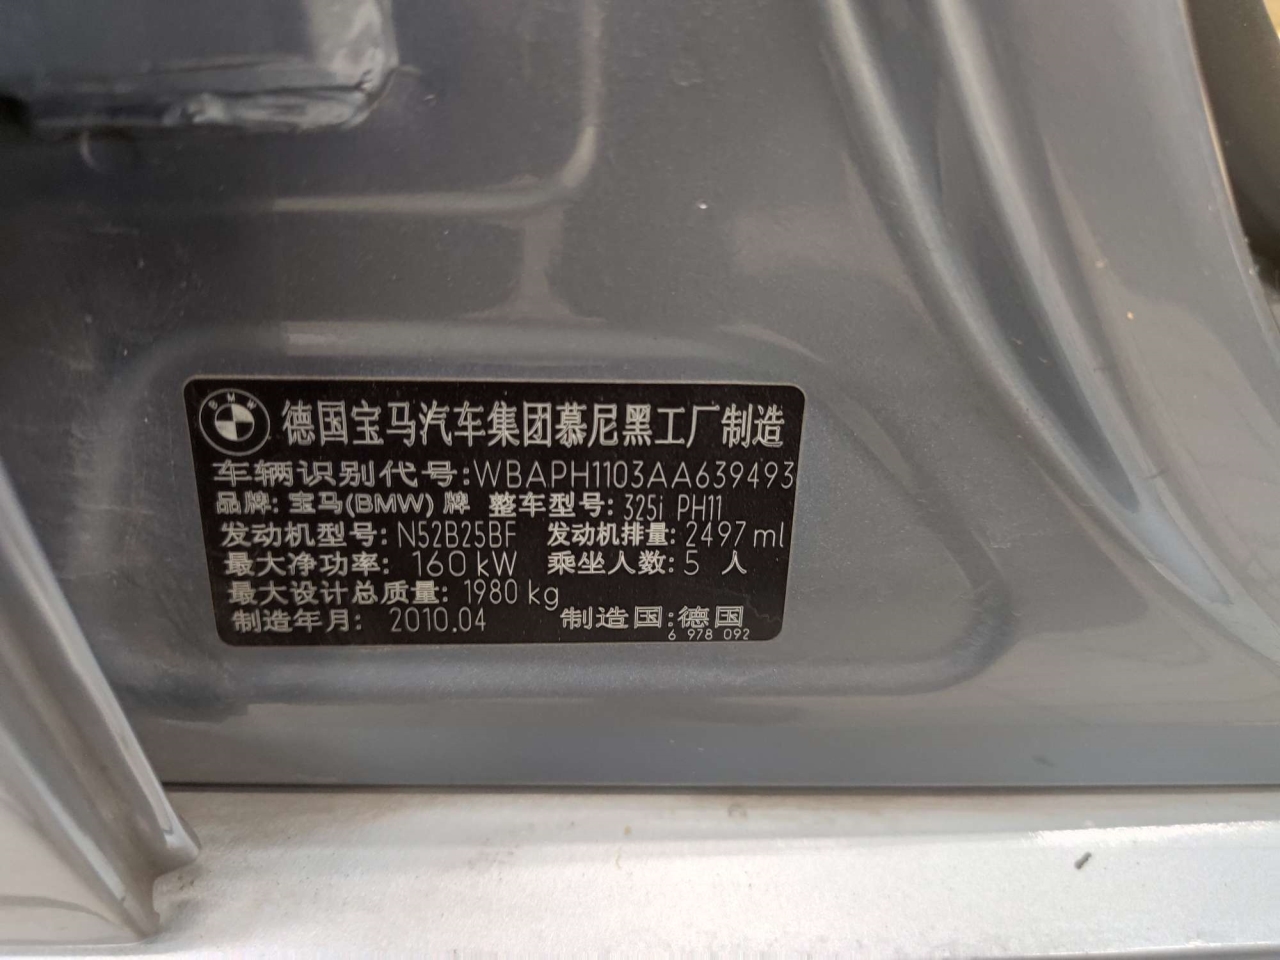 BMW
德国宝马汽车集团慕尼黑工厂制造
车辆识别代号:WBAPH1103AA639493
品牌: 宝马(BMW) 牌 整车型号: 325i PH11
发动机型号: N52B25BF 发动机排量: 2497 ml
最大净功率: 160 kW 乘坐人数: 5 人
最大设计总质量: 1980 kg
制造年月: 2010.04 制造国:德国
6 978 092